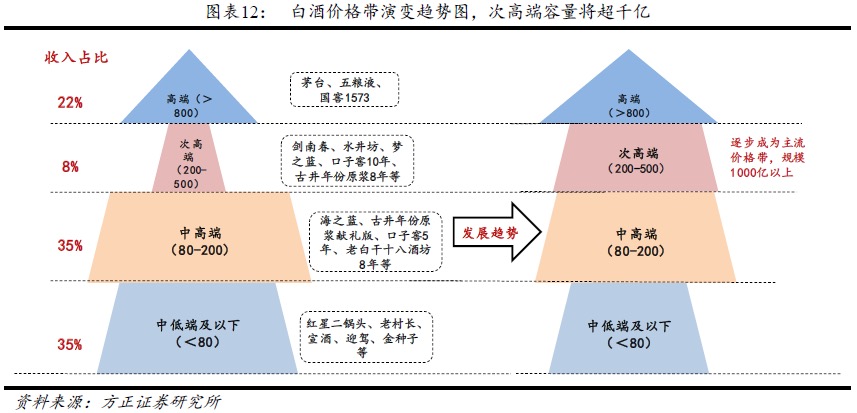 图表12： 白酒价格带演变趋势图，次高端容量将超千亿
收入占比
22%
高端（＞
800）
茅台、五粮液、
国窖1573
8%
次高
端
(200-
500)
剑南春、水井坊、梦
之蓝、口子窖10年、
古井年份原浆8年等
35%
中高端
(80-200)
海之蓝、古井年份原
浆献礼版、口子窖5
年、老白干十八酒坊
8年等
35%
中低端及以下
（＜80）
红星二锅头、老村长、
宣酒、迎驾、金种子
等
发展趋势
高端
(＞800)
次高端
(200-500)
逐步成为主流
价格带，规模
1000亿以上
中高端
(80-200)
中低端及以下
（＜80）
资料来源：方正证券研究所